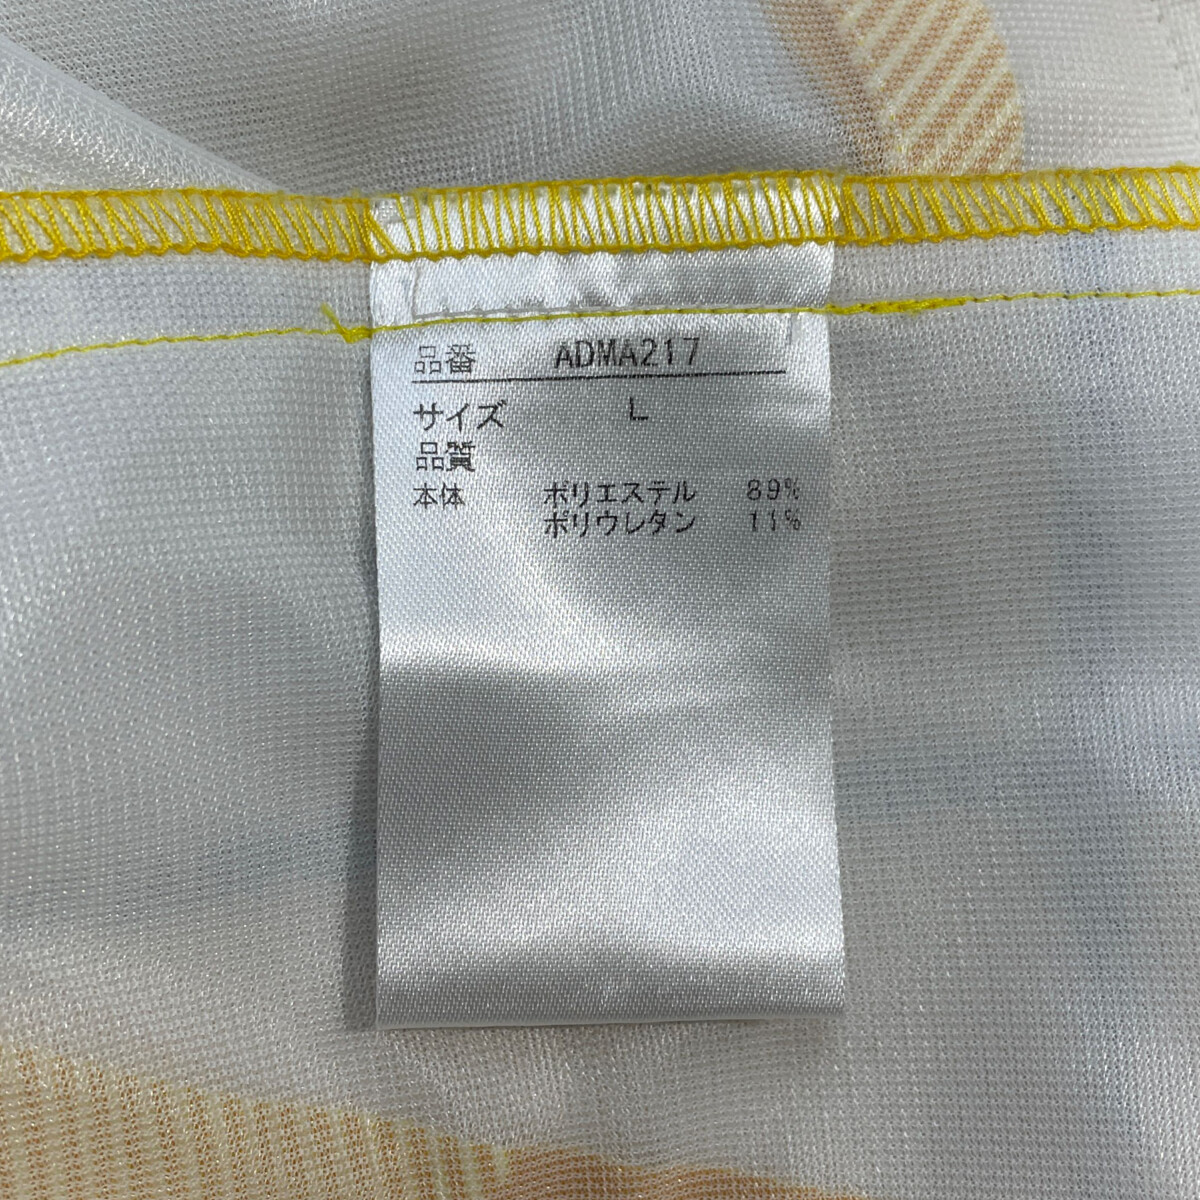 品番 ADMA217
サイズ L
品質
本体 ポリエステル 89%
ポリウレタン 11%